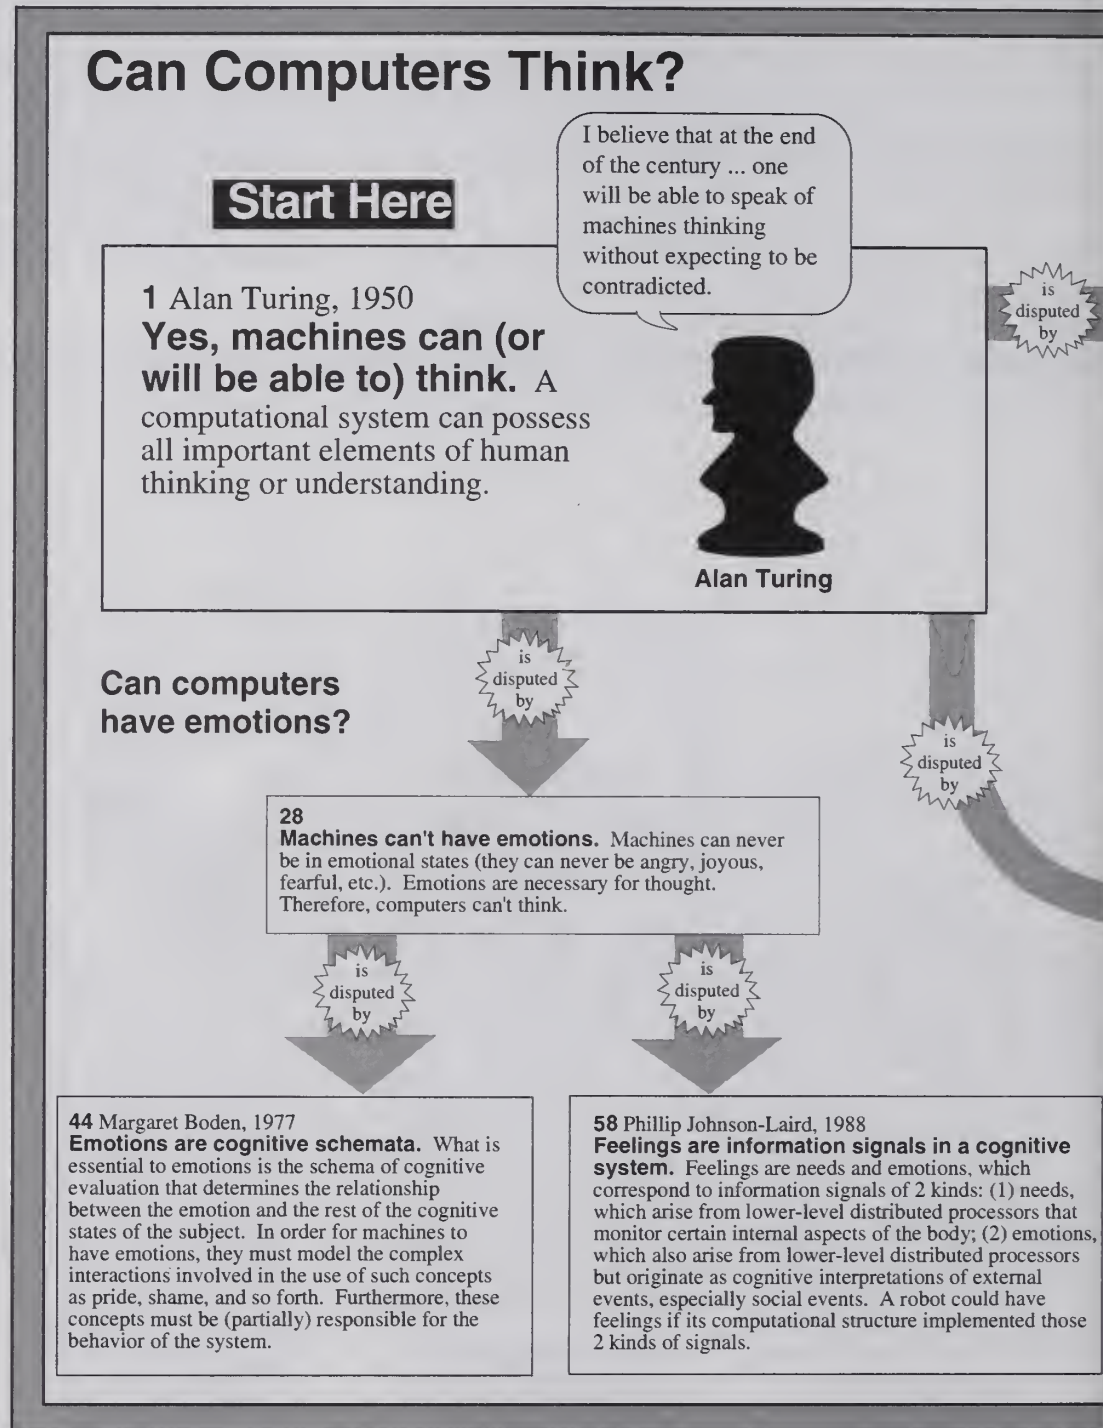 Can Computers Think?
I believe that at the end
of the century ... one
will be able to speak of
machines thinking
without expecting to be
contradicted.
Start Here
1 Alan Turing, 1950
Yes, machines can (or
will be able to) think. A
computational system can possess
all important elements of human
thinking or understanding.
Alan Turing
is
disputed
by
is
disputed
by
Can computers
have emotions?
is
disputed
by
28
Machines can't have emotions. Machines can never
be in emotional states (they can never be angry, joyous,
fearful, etc.). Emotions are necessary for thought.
Therefore, computers can't think.
is
disputed
by
is
disputed
by
44 Margaret Boden, 1977
Emotions are cognitive schemata. What is
essential to emotions is the schema of cognitive
evaluation that determines the relationship
between the emotion and the rest of the cognitive
states of the subject. In order for machines to
have emotions, they must model the complex
interactions involved in the use of such concepts
as pride, shame, and so forth. Furthermore, these
concepts must be (partially) responsible for the
behavior of the system.
58 Phillip Johnson-Laird, 1988
Feelings are information signals in a cognitive
system. Feelings are needs and emotions, which
correspond to information signals of 2 kinds: (1) needs,
which arise from lower-level distributed processors that
monitor certain internal aspects of the body; (2) emotions,
which also arise from lower-level distributed processors
but originate as cognitive interpretations of external
events, especially social events. A robot could have
feelings if its computational structure implemented those
2 kinds of signals.